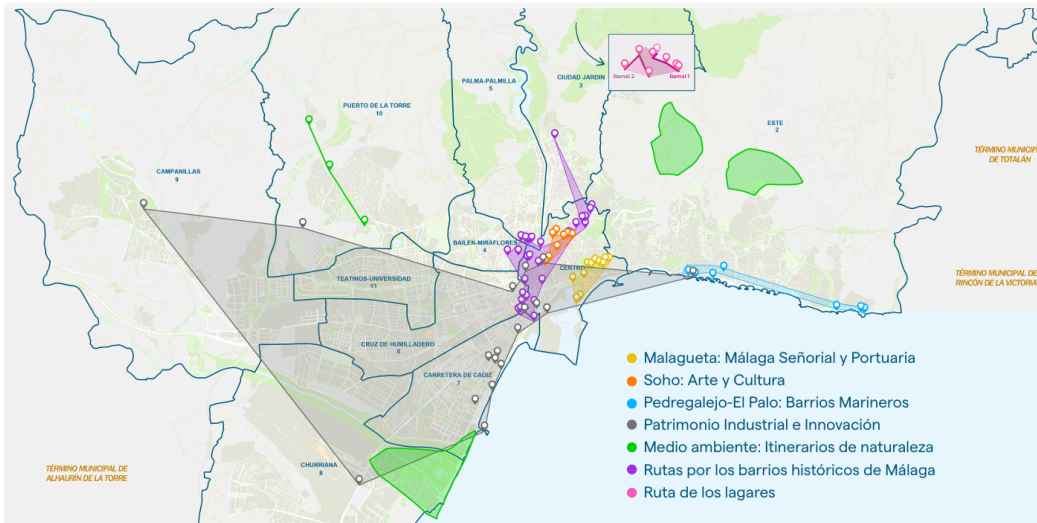 Ramal 2
Ramal 1
PALMA-PALMILLA
5
CIUDAD JARDIN
3
PUERTO DE LA TORRE
10
ESTE
2
TÉRMINO MUNICIPAL
DE TOTALÁN
CAMPANILLAS
9
BAILEN-MIRAFLORES
4
CENTRO
TEATINOS-UNIVERSIDAD
11
TÉRMINO MUNICIPAL DE
RINCÓN DE LA VICTORIA
CRUZ DE HUMILLADERO
6
CARRETERA DE CADIZ
7
Malagueta: Málaga Señorial y Portuaria
Soho: Arte y Cultura
Pedregalejo-El Palo: Barrios Marineros
Patrimonio Industrial e Innovación
Medio ambiente: Itinerarios de naturaleza
Rutas por los barrios históricos de Málaga
Ruta de los lagares
CHURRIANA
8
TÉRMINO MUNICIPAL DE
ALHAURÍN DE LA TORRE